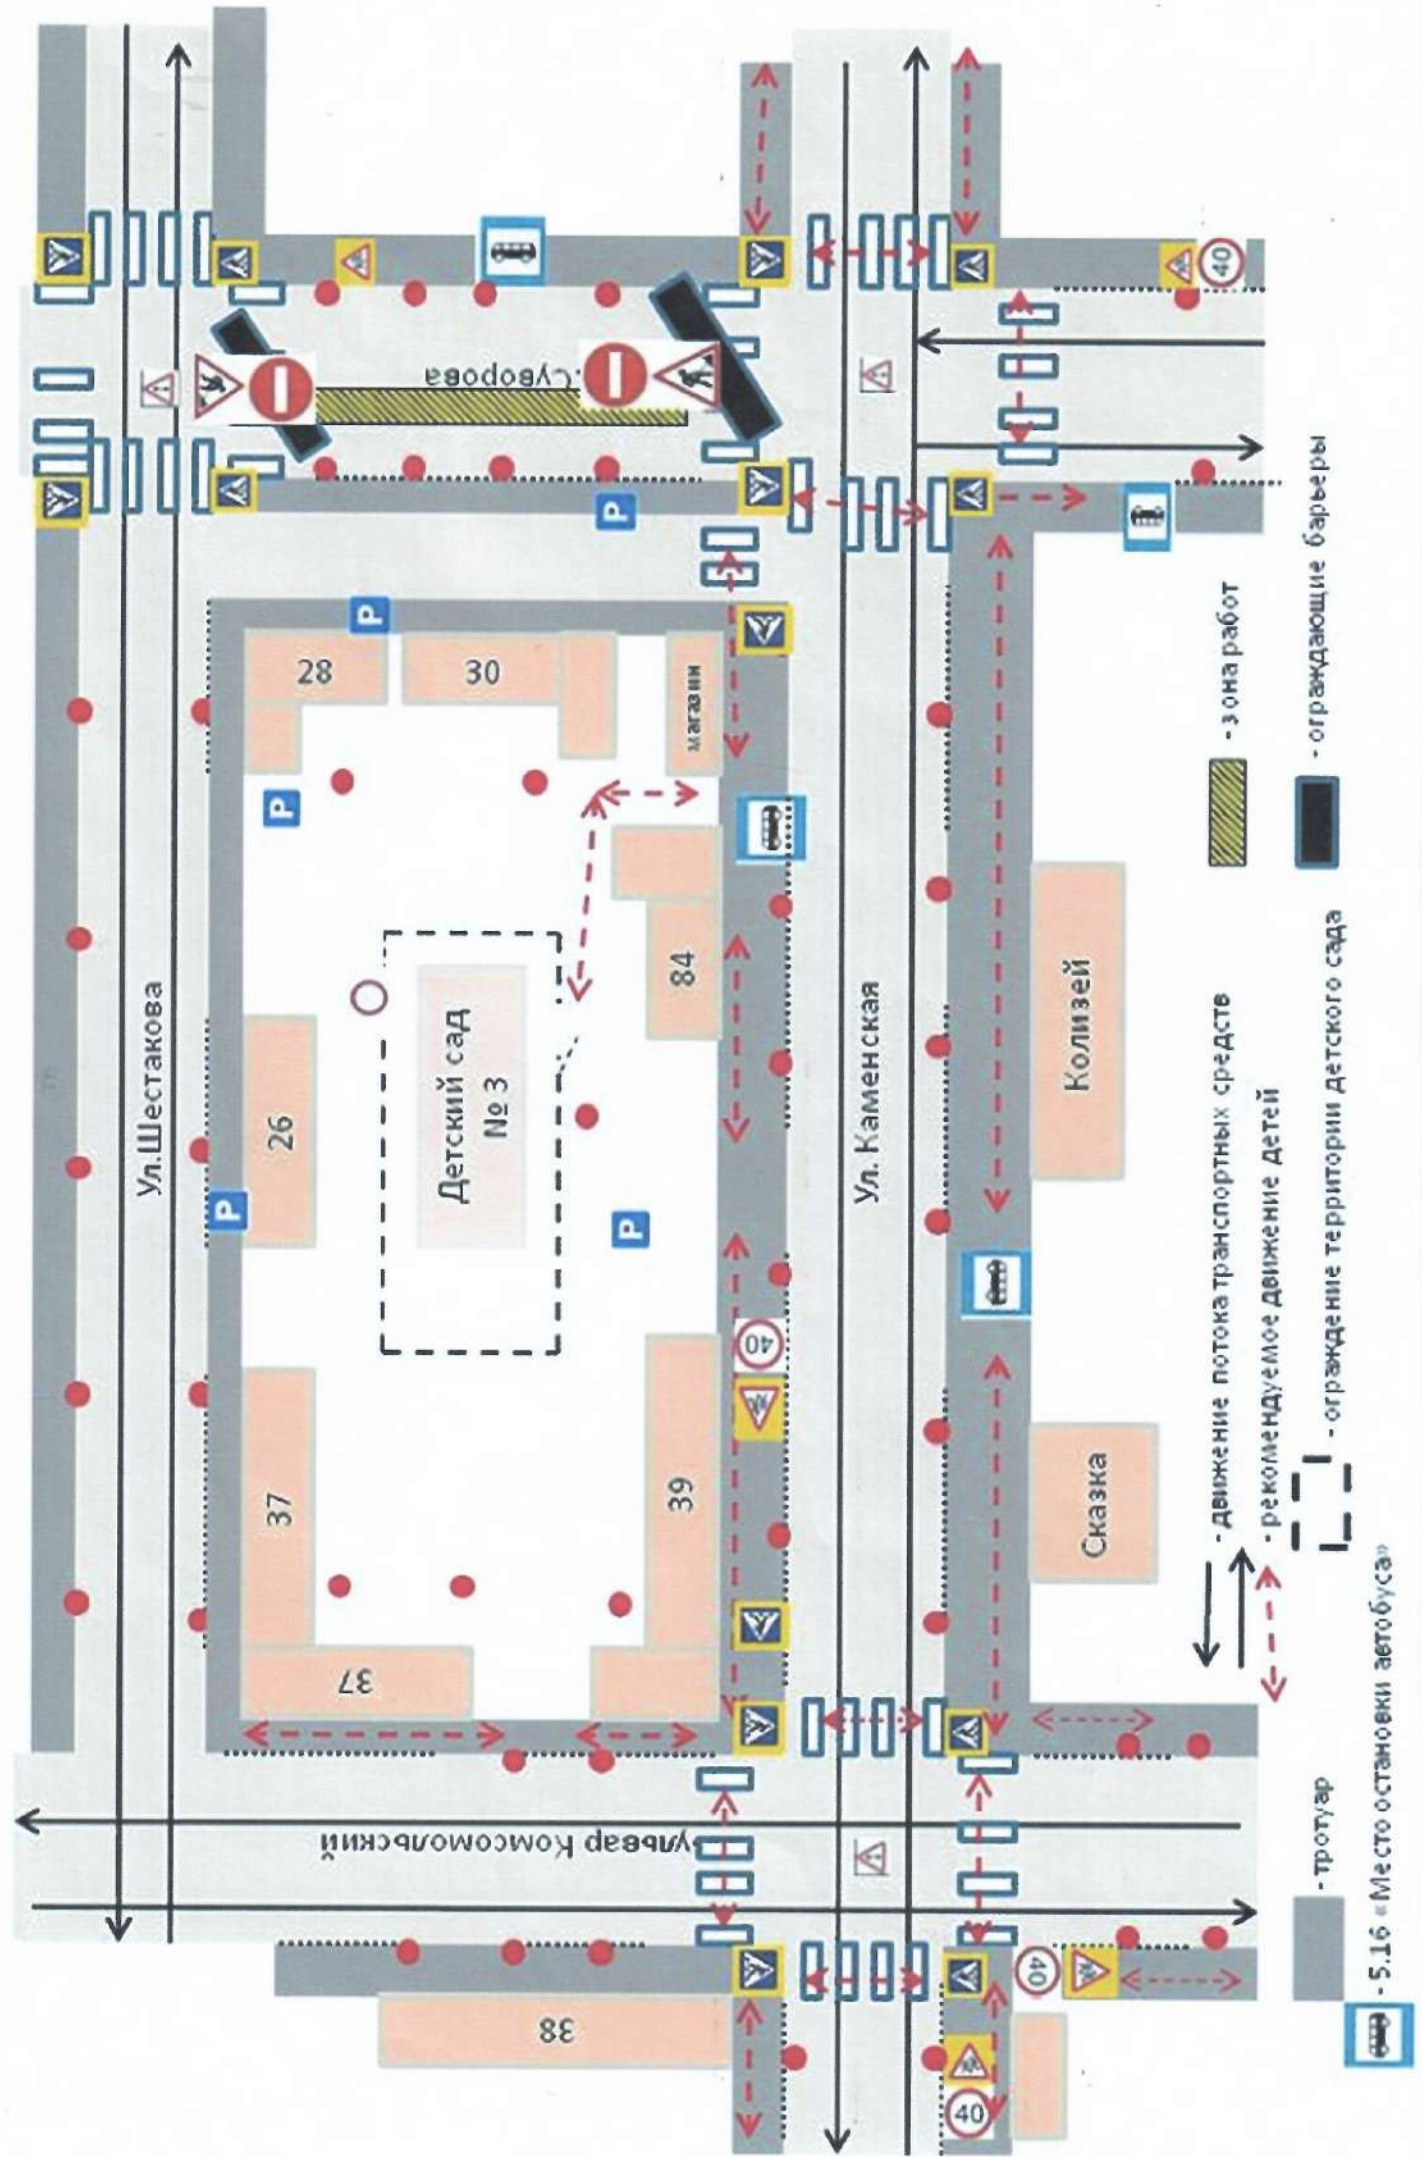 Ул.Шестакова
28
30
магазин
26
37
37
Детский сад
№ 3
84
39
38
.Суворова
ульвар Комсомольский
Ул. Каменская
Колизей
Сказка
P
P
P
P
P
40
40
40
40
- движение потока транспортных средств
- рекомендуемое движение детей
- ограждение территории детского сада
- зона работ
- ограждающие барьеры
- тротуар
- 5.16 «Место остановки автобуса»